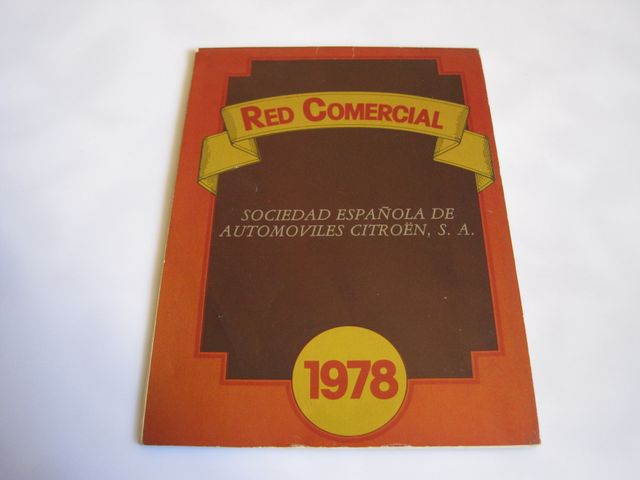 RED COMERCIAL
SOCIEDAD ESPAÑOLA DE
AUTOMOVILES CITROËN, S. A.
1978